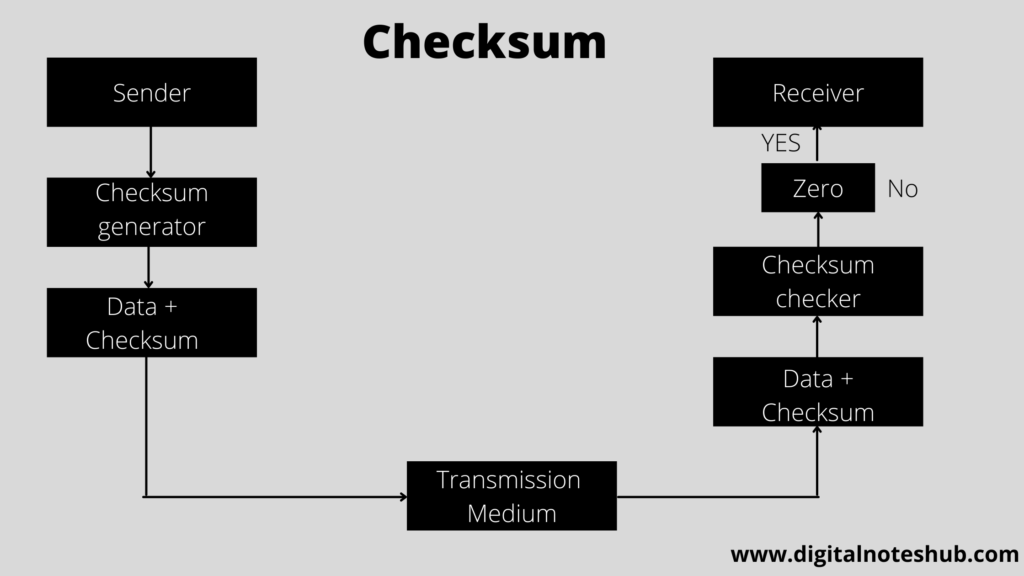 Checksum
Sender
Checksum
generator
Data +
Checksum
Transmission
Medium
Receiver
YES
Zero
No
Checksum
checker
Data +
Checksum
www.digitalnoteshub.com